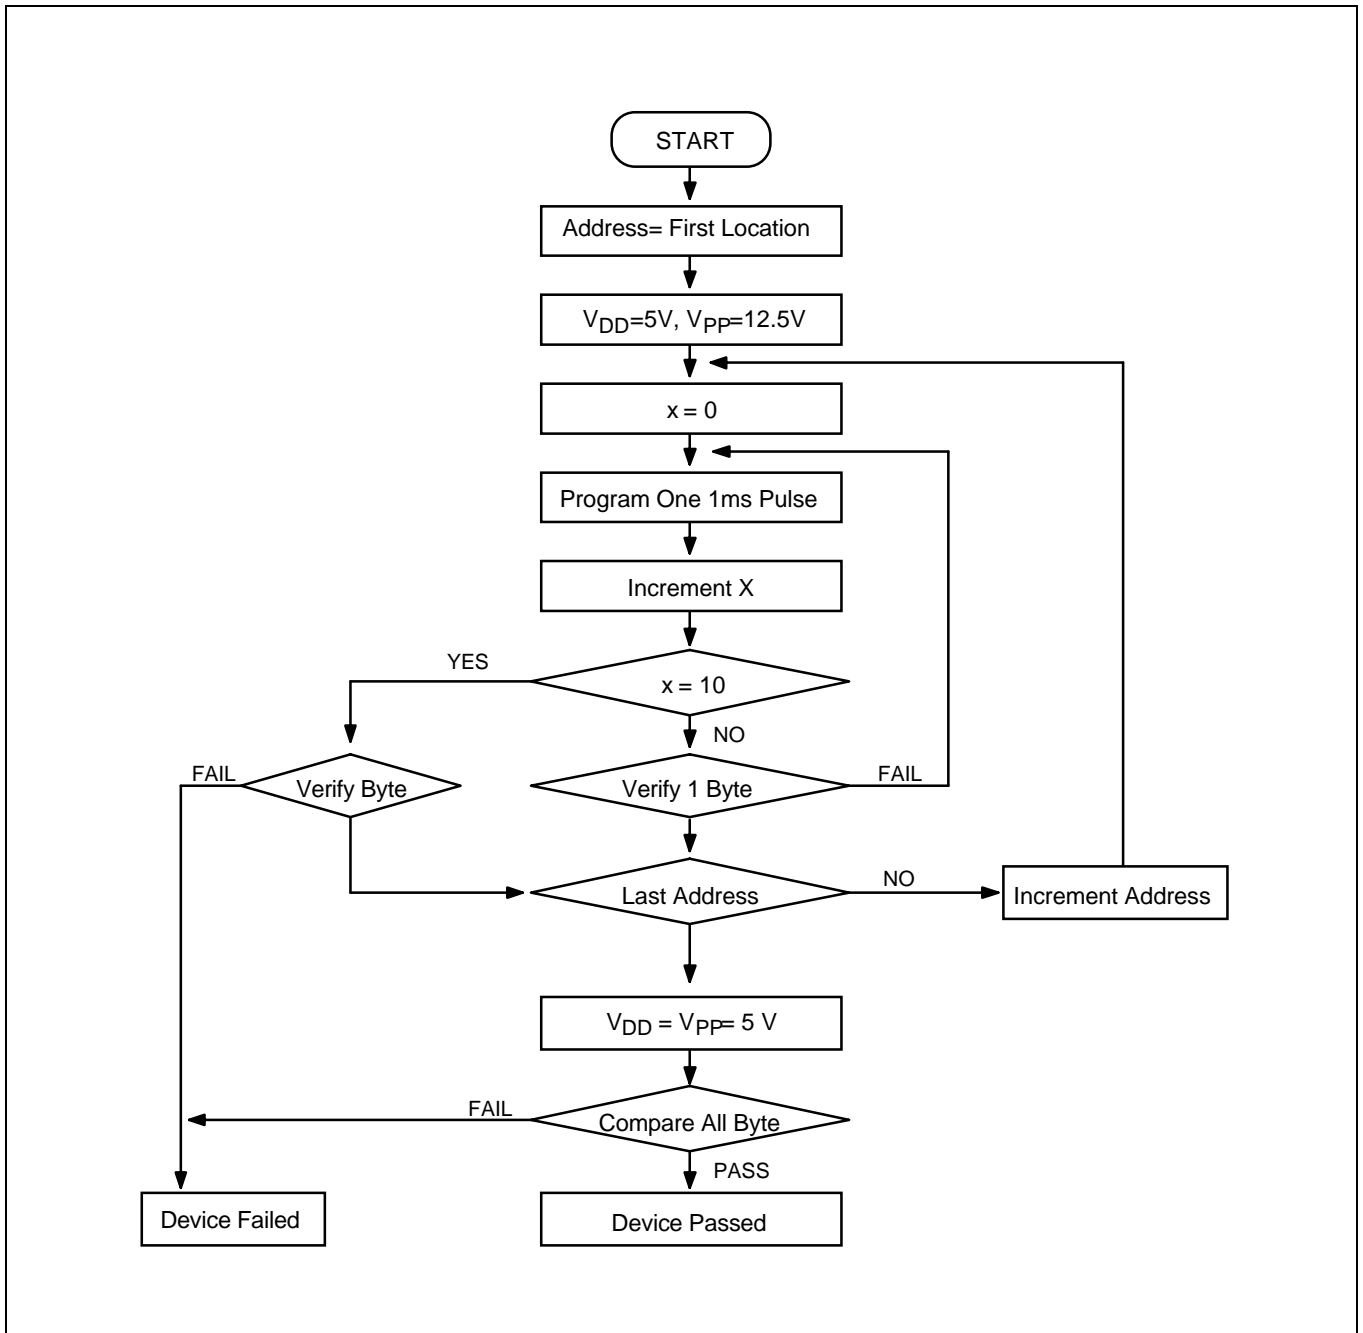 START
Address= First Location
VDD=5V, VPP=12.5V
x = 0
Program One 1ms Pulse
Increment X
YES
x = 10
NO
FAIL
Verify Byte
Verify 1 Byte
FAIL
Last Address
NO
Increment Address
VDD = VPP= 5 V
FAIL
Compare All Byte
PASS
Device Failed
Device Passed